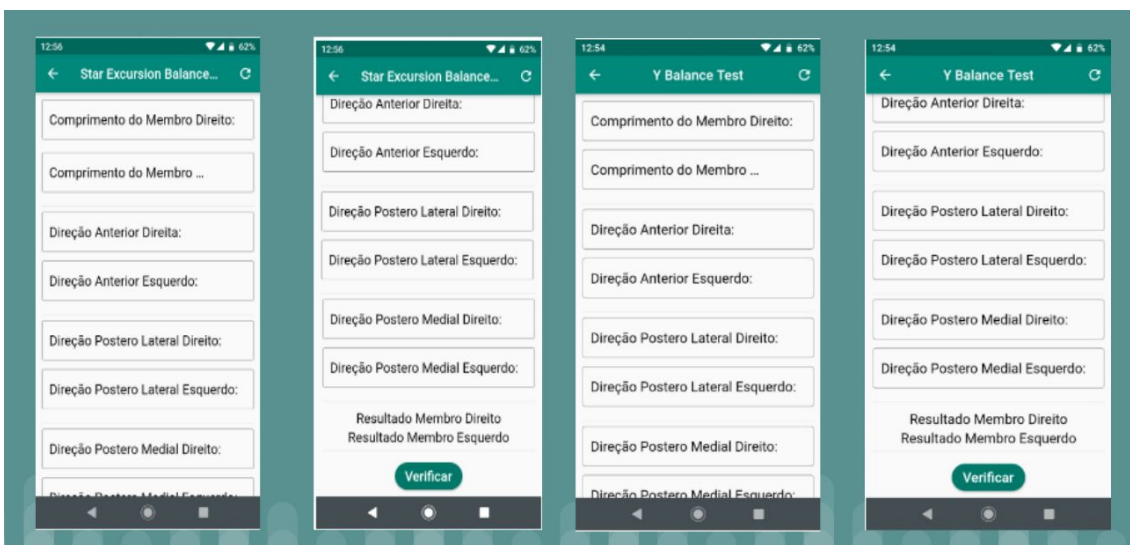 12:56
62%
Star Excursion Balance...
Comprimento do Membro Direito:
Comprimento do Membro ...
Direção Anterior Direita:
Direção Anterior Esquerdo:
Direção Postero Lateral Direito:
Direção Postero Lateral Esquerdo:
Direção Postero Medial Direito:
Direção Postero Medial Esquerdo:
12:56
62%
Star Excursion Balance...
Direção Anterior Direita:
Direção Anterior Esquerdo:
Direção Postero Lateral Direito:
Direção Postero Lateral Esquerdo:
Direção Postero Medial Direito:
Direção Postero Medial Esquerdo:
Resultado Membro Direito
Resultado Membro Esquerdo
Verificar
12:54
62%
Y Balance Test
Comprimento do Membro Direito:
Comprimento do Membro ...
Direção Anterior Direita:
Direção Anterior Esquerdo:
Direção Postero Lateral Direito:
Direção Postero Lateral Esquerdo:
Direção Postero Medial Direito:
Direção Postero Medial Esquerdo:
12:54
62%
Y Balance Test
Direção Anterior Direita:
Direção Anterior Esquerdo:
Direção Postero Lateral Direito:
Direção Postero Lateral Esquerdo:
Direção Postero Medial Direito:
Direção Postero Medial Esquerdo:
Resultado Membro Direito
Resultado Membro Esquerdo
Verificar